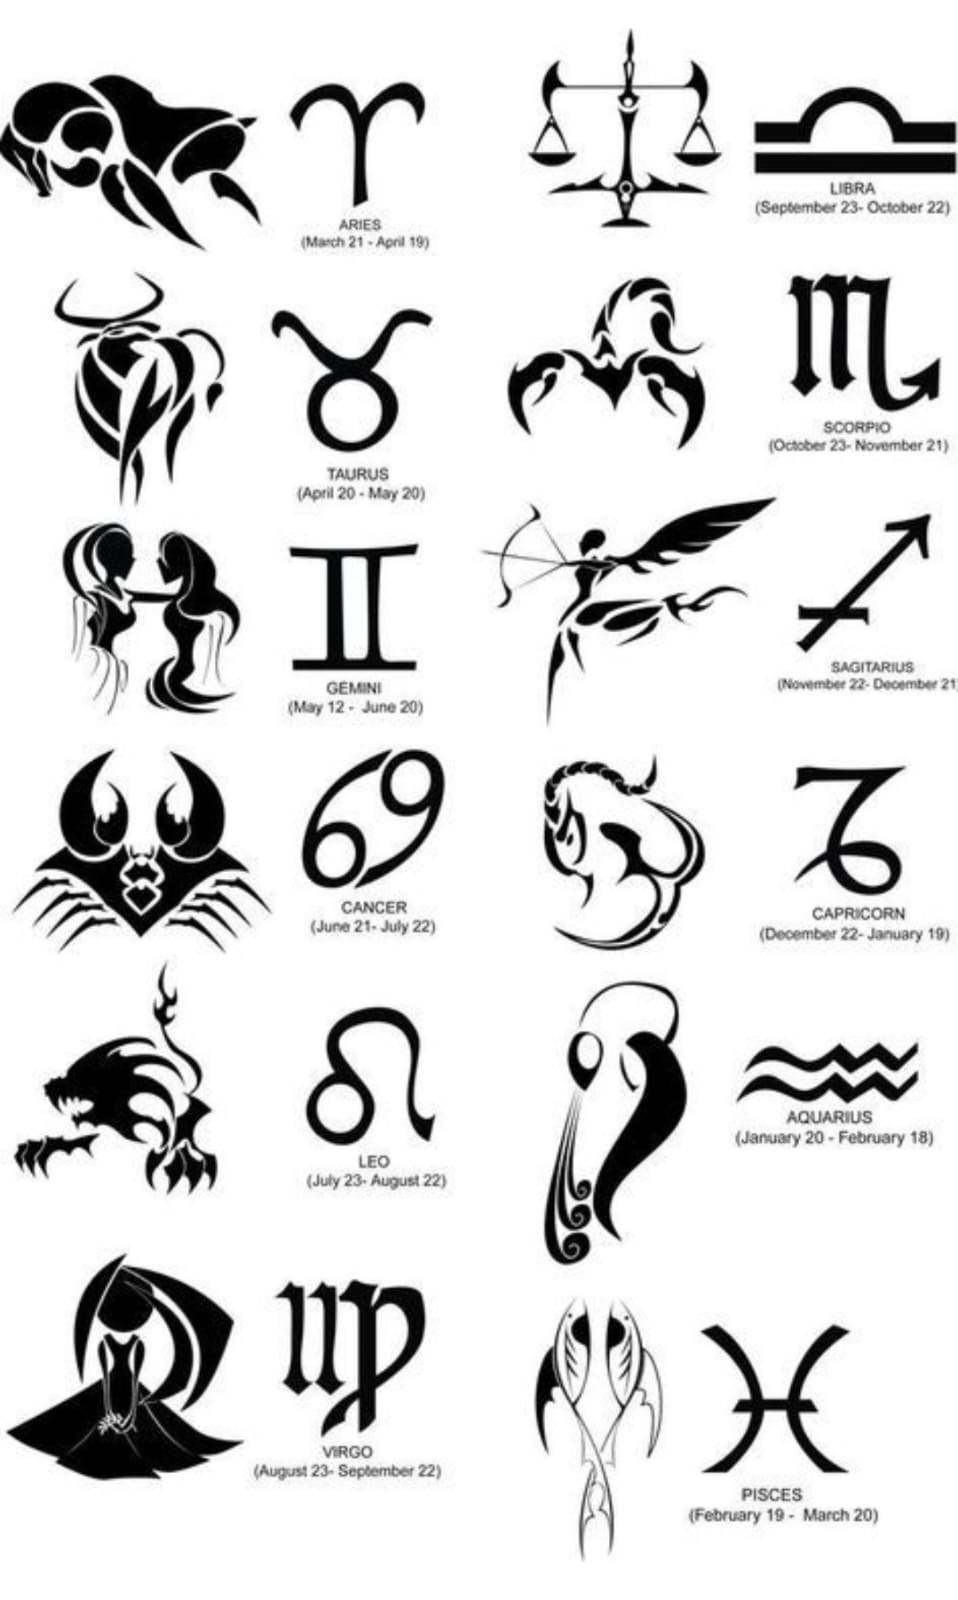 ARIES
(March 21 - April 19)
TAURUS
(April 20 - May 20)
GEMINI
(May 12 -  June 20)
CANCER
(June 21- July 22)
LEO
(July 23- August 22)
VIRGO
(August 23- September 22)
LIBRA
(September 23- October 22)
SCORPIO
(October 23- November 21)
SAGITARIUS
(November 22- December 21)
CAPRICORN
(December 22- January 19)
AQUARIUS
(January 20 - February 18)
PISCES
(February 19 -  March 20)